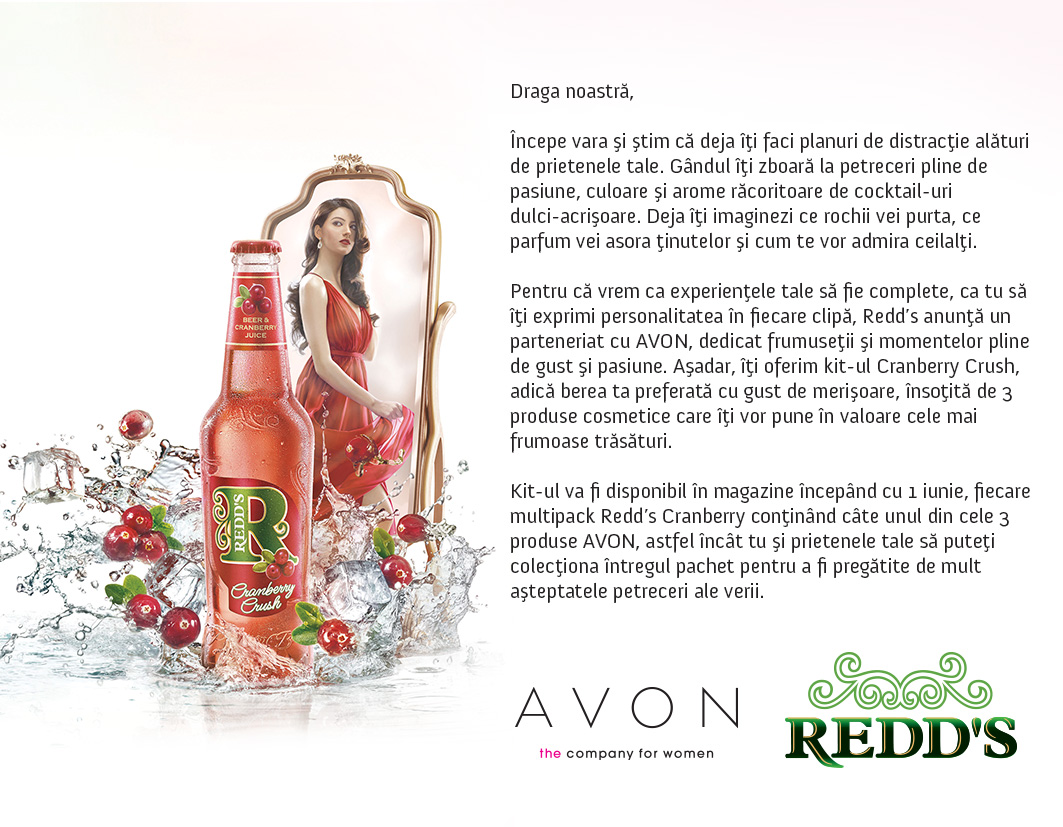 Draga noastră,
Începe vara şi ştim că deja îţi faci planuri de distracţie alături
de prietenele tale. Gândul îţi zboară la petreceri pline de
pasiune, culoare şi arome răcoritoare de cocktail-uri
dulci-acrişoare. Deja îţi imaginezi ce rochii vei purta, ce
parfum vei asora ţinutelor şi cum te vor admira ceilalţi.
Pentru că vrem ca experienţele tale să fie complete, ca tu să
îţi exprimi personalitatea în fiecare clipă, Redd’s anunţă un
parteneriat cu AVON, dedicat frumuseţii şi momentelor pline
de gust şi pasiune. Aşadar, îţi oferim kit-ul Cranberry Crush,
adică berea ta preferată cu gust de merişoare, însoţită de 3
produse cosmetice care îţi vor pune în valoare cele mai
frumoase trăsături.
Kit-ul va fi disponibil în magazine începând cu 1 iunie, fiecare
multipack Redd’s Cranberry conţinând câte unul din cele 3
produse AVON, astfel încât tu şi prietenele tale să puteţi
colecţiona întregul pachet pentru a fi pregătite de mult
aşteptatele petreceri ale verii.
BEER &
CRANBERRY
JUICE
REDD'S
R
Cranberry
Crush
AVON
the company for women
REDD'S